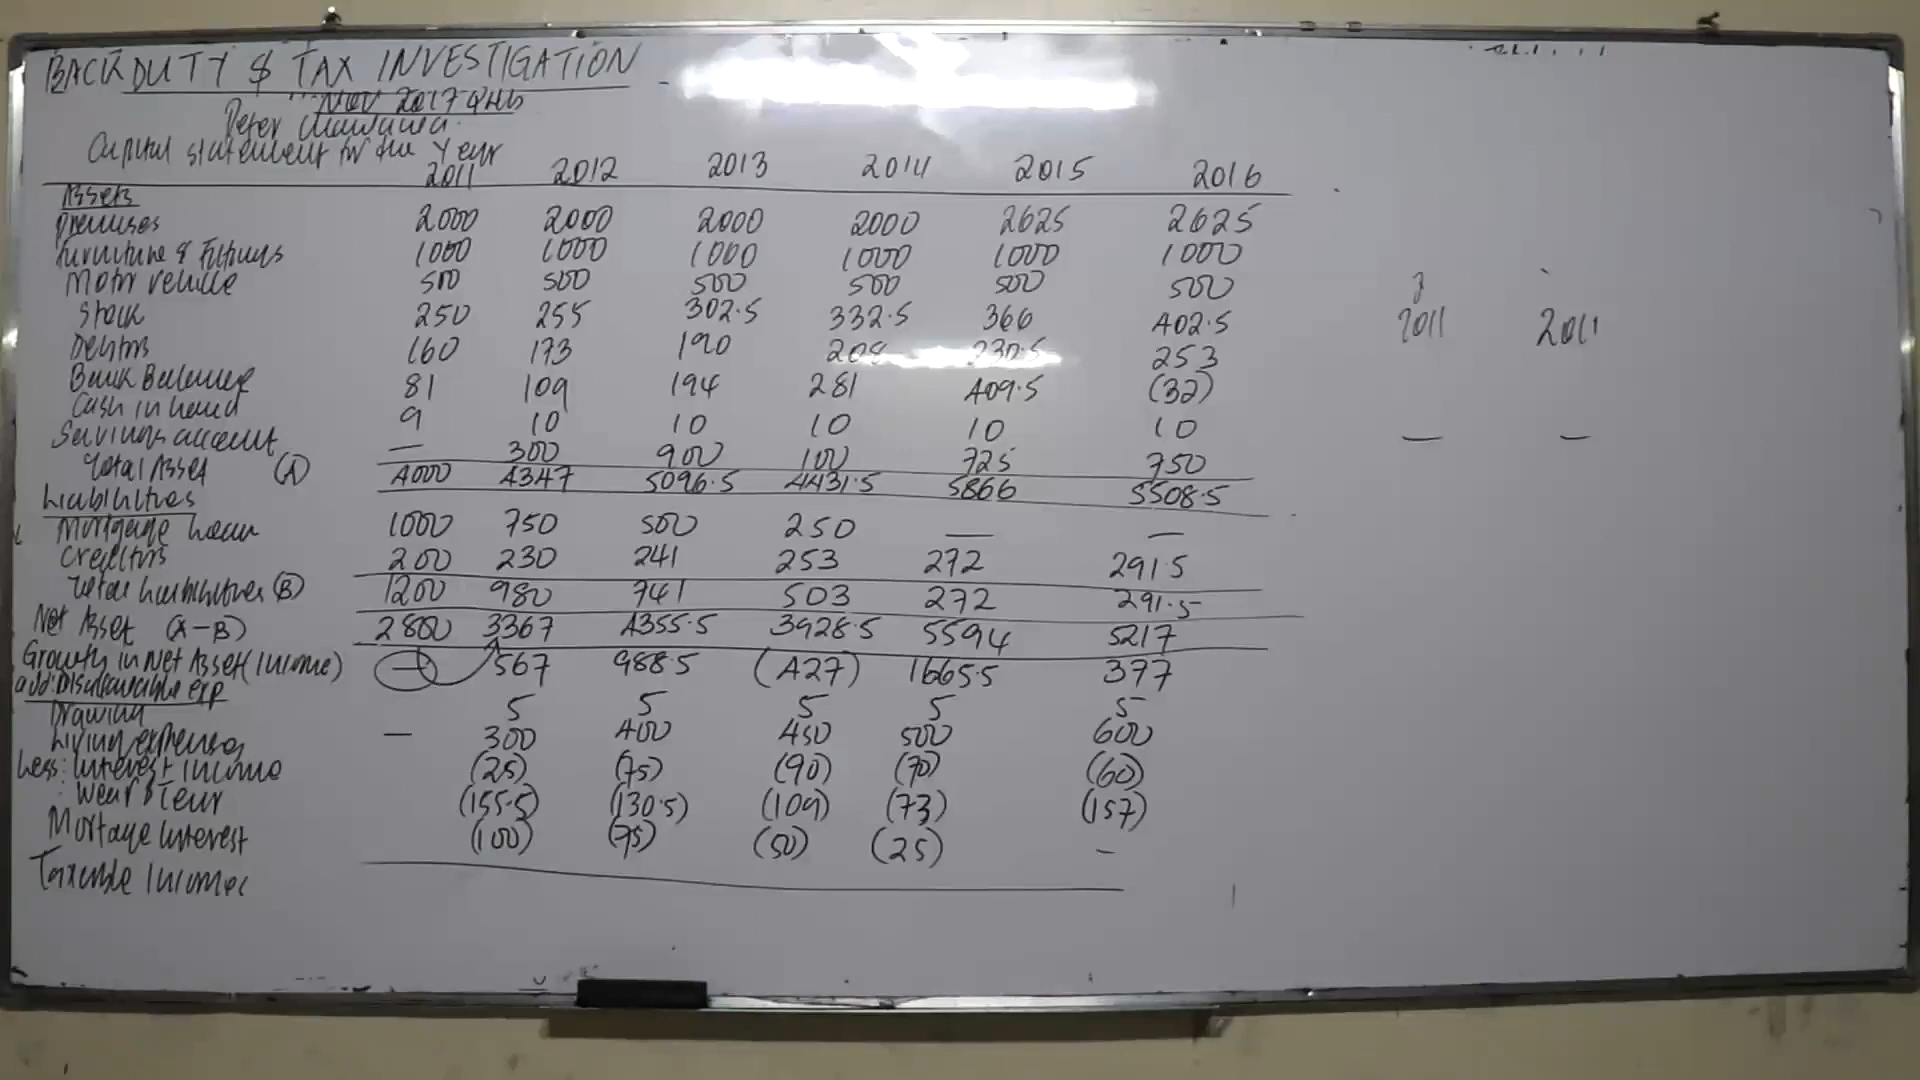 BACKDUTY $ TAX INVESTIGATION
NOV 2017 Q4b
Peter
Capital statement for the Year
2011 2012 2013 2014 2015 2016
Assets
Premises 2000 2000 2000 2000 2625 2625
Furniture & Fittings 1000 1000 1000 1000 1000 1000
Motor vehicle 500 500 500 500 500 500
Stock 250 255 302.5 332.5 366 402.5
Debtors 160 173 190 208 230.5 253
Bank Balance 81 109 194 281 409.5 (32)
Cash in hand 9 10 10 10 10 10
Savings account — 300 900 100 725 750
Total Asset (A) 4000 4347 5096.5 4431.5 5866 5508.5
Liabilities
Mortgage Loan 1000 750 500 250 — —
Creditors 200 230 241 253 272 291.5
Total Liabilities (B) 1200 980 741 503 272 291.5
Net Asset (A-B) 2800 3367 4355.5 3928.5 5594 5217
Growth in Net Asset (Income) — 567 988.5 (427) 1665.5 377
add: Disallowable exp
Drawing 5 5 5 5 5
Living expenses — 300 400 450 500 600
Less: Interest Income (25) (75) (90) (70) (60)
: Wear $ Tear (155.5) (130.5) (109) (73) (157)
Mortage Interest (100) (75) (50) (25) -
Taxable Income
2011 2011
— —